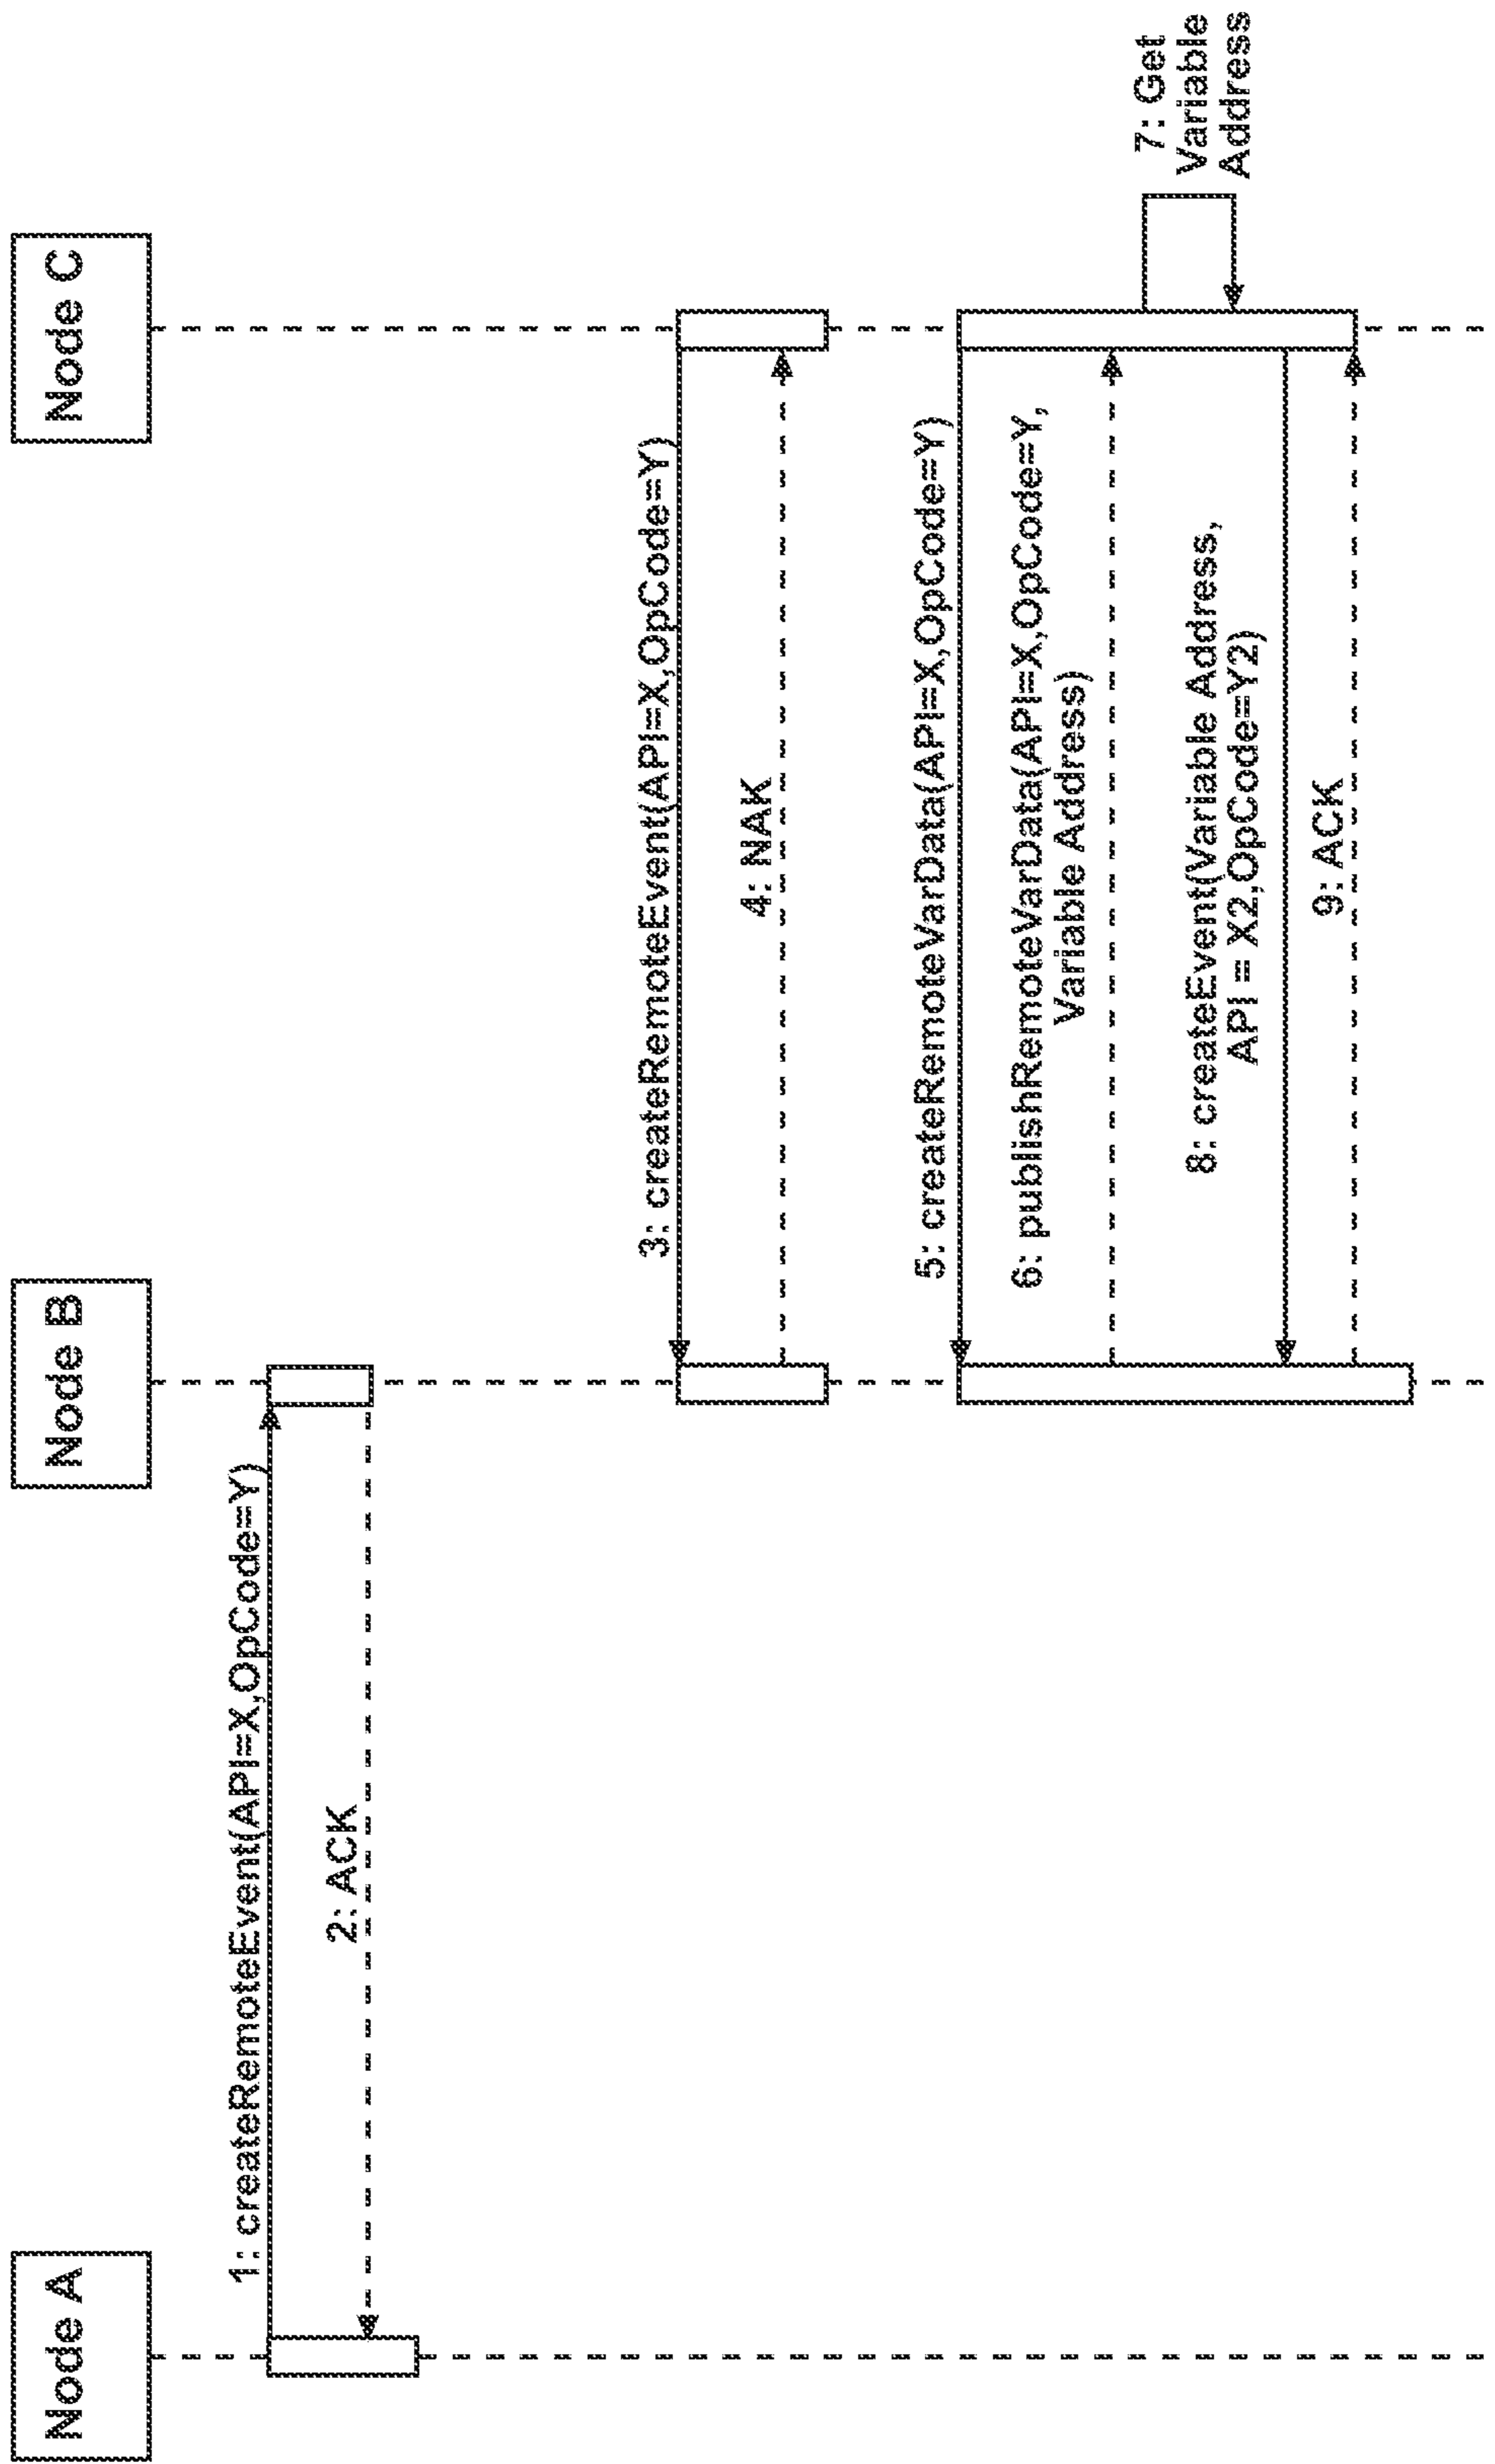 Node A
Node B
Node C
1: createRemoteEvent(API=X,OpCode=Y)
2: ACK
3: createRemoteEvent(API=X,OpCode=Y)
4: NAK
5: createRemoteVarData(API=X,OpCode=Y)
6: publishRemoteVarData(API=X,OpCode=Y,
Variable Address)
7: Get
Variable
Address
8: createEvent(Variable Address,
API = X2,OpCode=Y2)
9: ACK